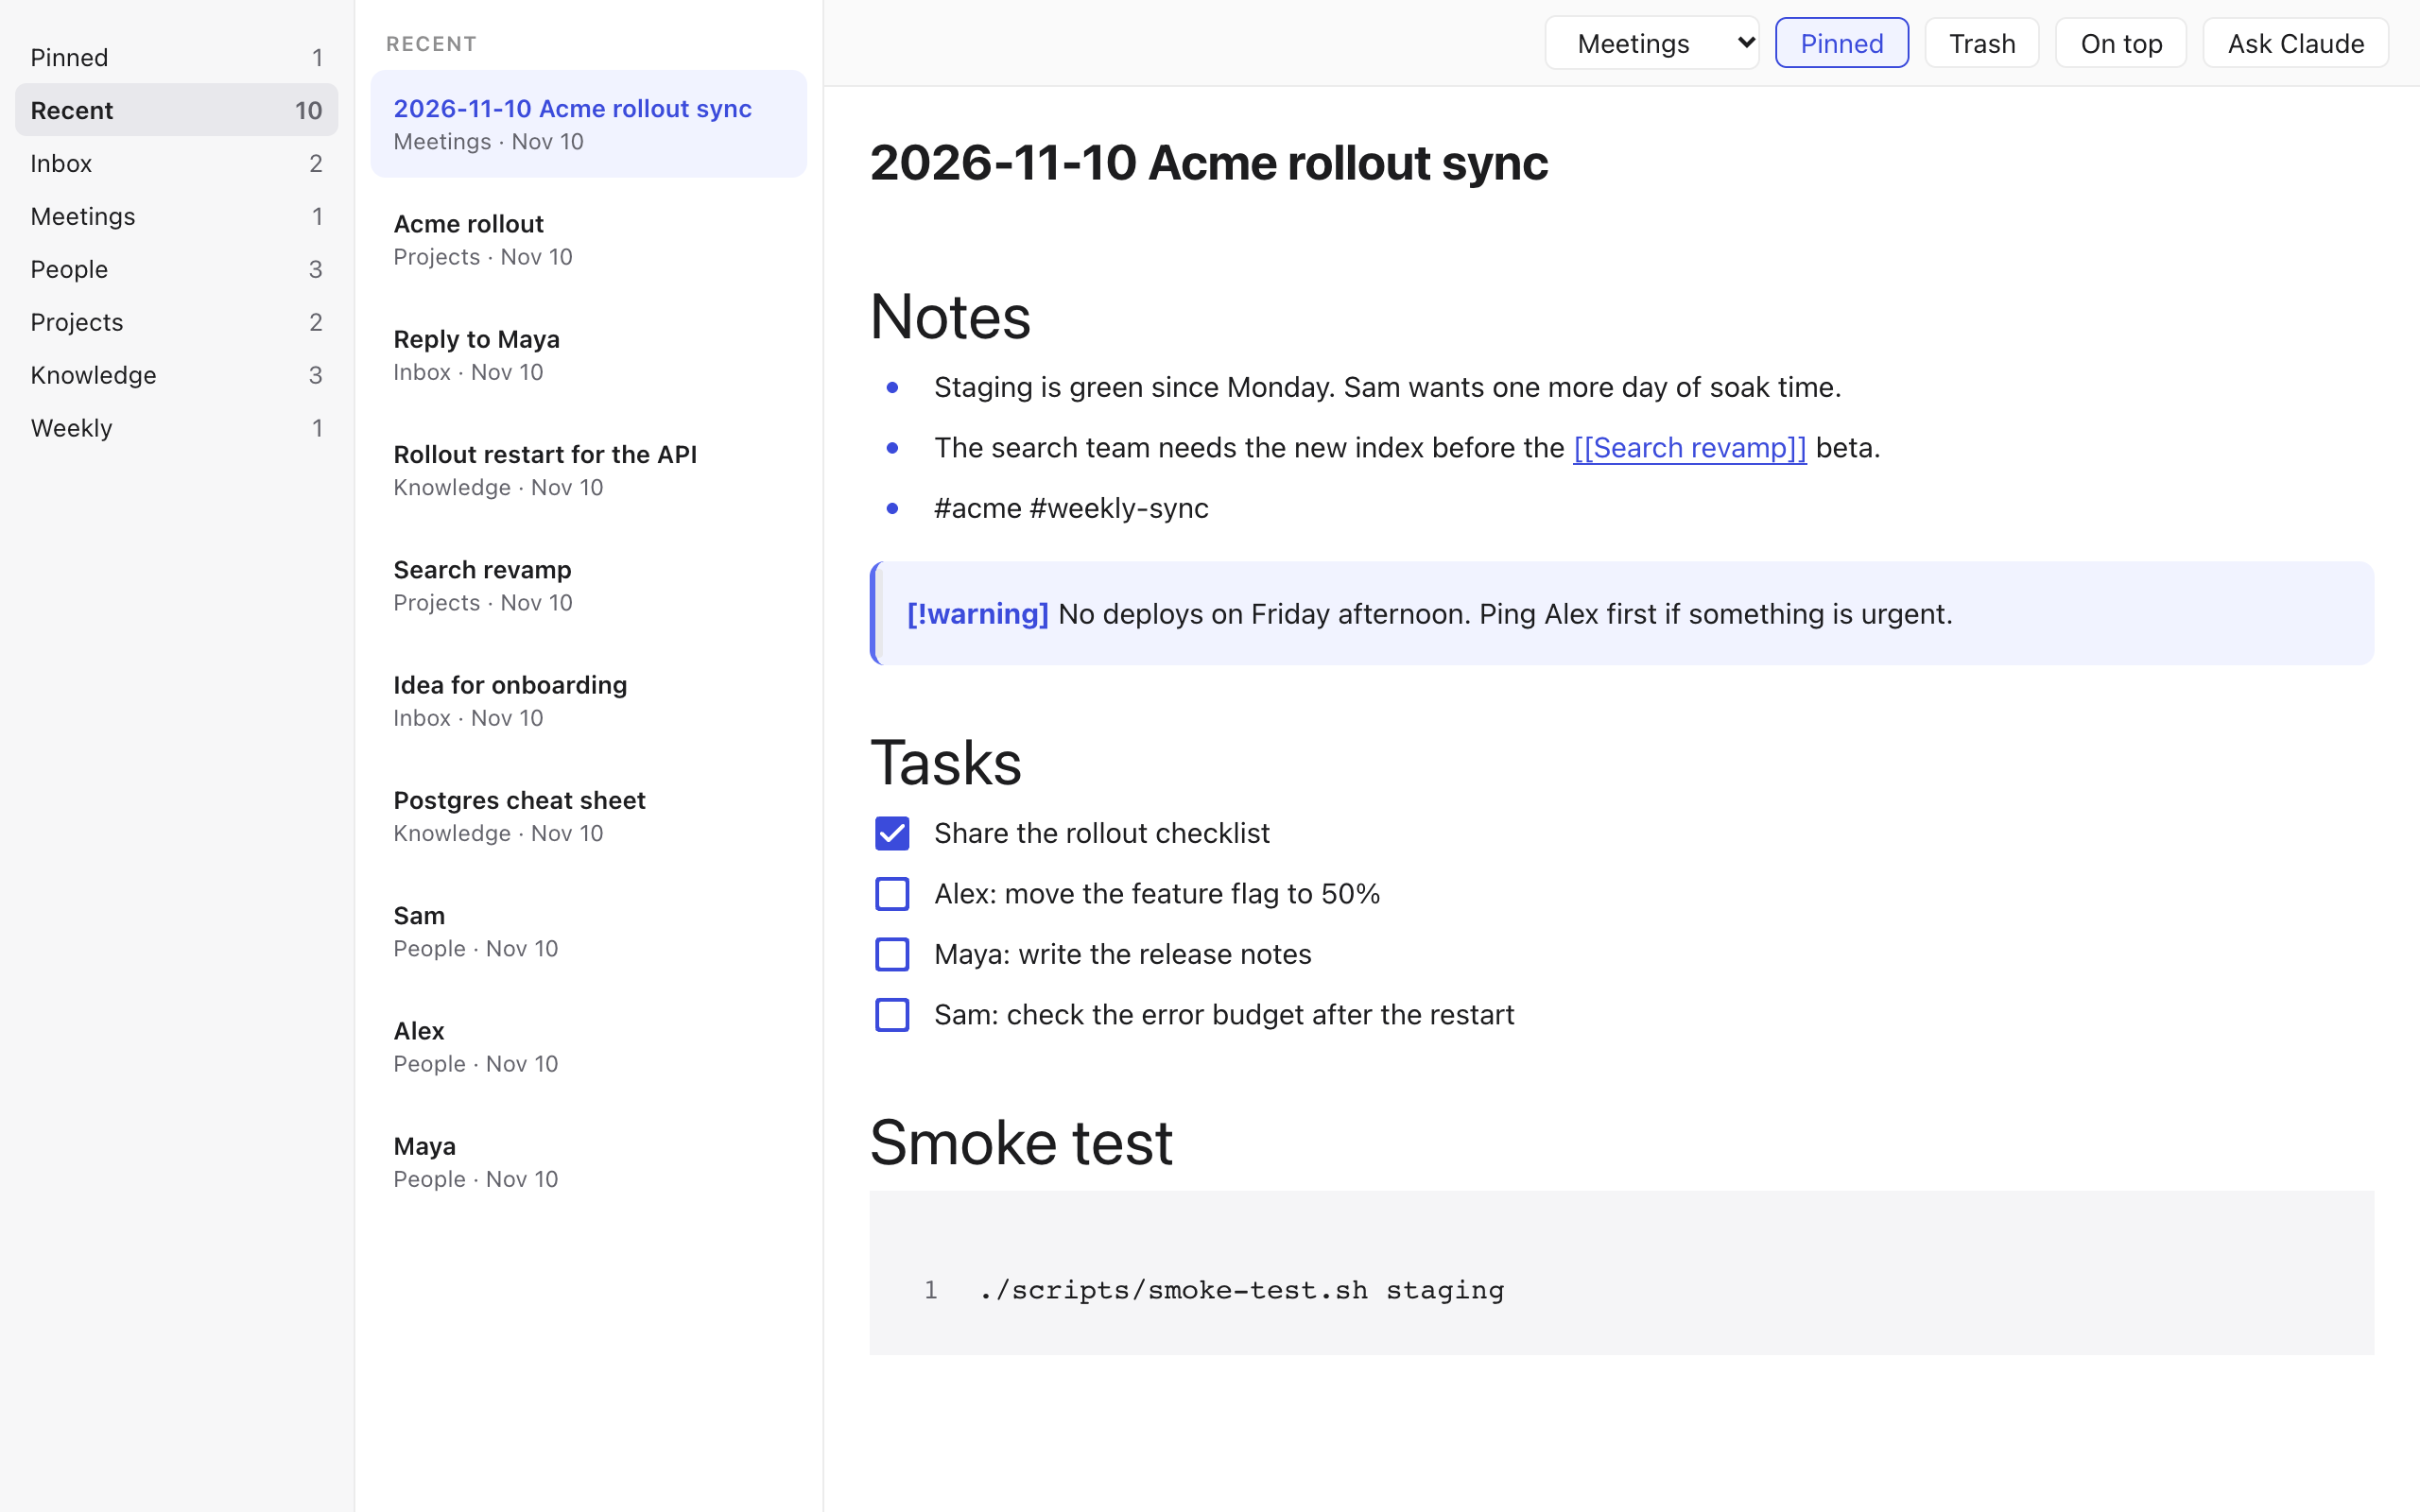 Pinned 1
Recent 10
Inbox 2
Meetings 1
People 3
Projects 2
Knowledge 3
Weekly 1
RECENT
2026-11-10 Acme rollout sync
Meetings · Nov 10
Acme rollout
Projects · Nov 10
Reply to Maya
Inbox · Nov 10
Rollout restart for the API
Knowledge · Nov 10
Search revamp
Projects · Nov 10
Idea for onboarding
Inbox · Nov 10
Postgres cheat sheet
Knowledge · Nov 10
Sam
People · Nov 10
Alex
People · Nov 10
Maya
People · Nov 10
Meetings Pinned Trash On top Ask Claude
2026-11-10 Acme rollout sync
Notes
Staging is green since Monday. Sam wants one more day of soak time.
The search team needs the new index before the [[Search revamp]] beta.
#acme #weekly-sync
[!warning] No deploys on Friday afternoon. Ping Alex first if something is urgent.
Tasks
Share the rollout checklist
Alex: move the feature flag to 50%
Maya: write the release notes
Sam: check the error budget after the restart
Smoke test
1 ./scripts/smoke-test.sh staging